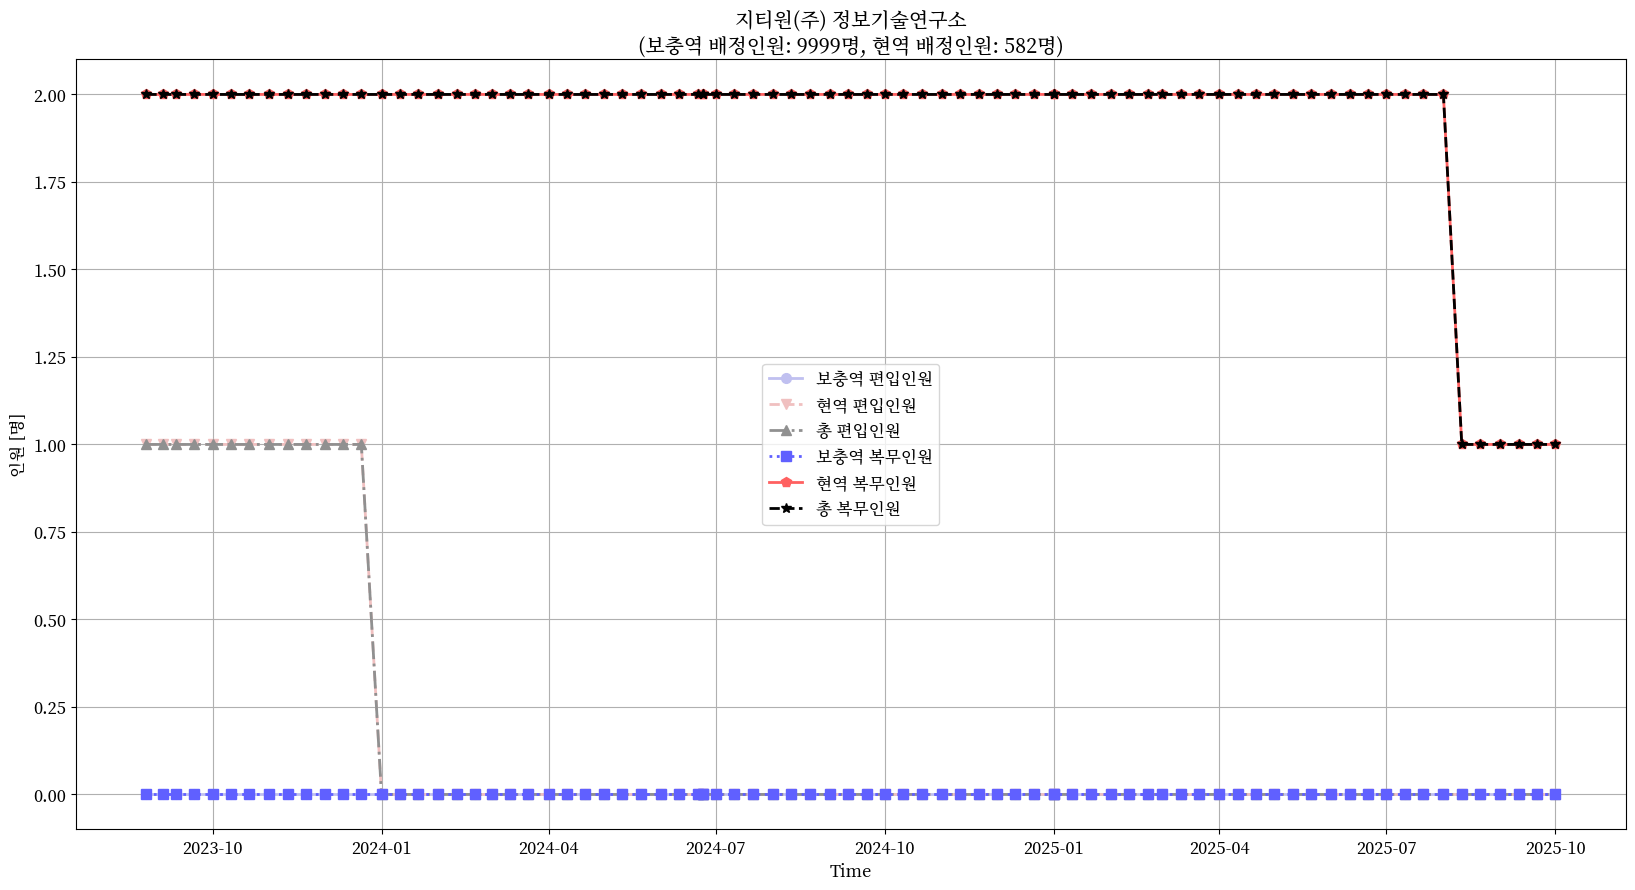 지티원(주) 정보기술연구소
(보충역 배정인원: 9999명, 현역 배정인원: 582명)
2.00
1.75
1.50
1.25
1.00
0.75
0.50
0.25
0.00
인원 [명]
보충역 편입인원
현역 편입인원
총 편입인원
보충역 복무인원
현역 복무인원
총 복무인원
2023-10 2024-01 2024-04 2024-07 2024-10 2025-01 2025-04 2025-07 2025-10
Time